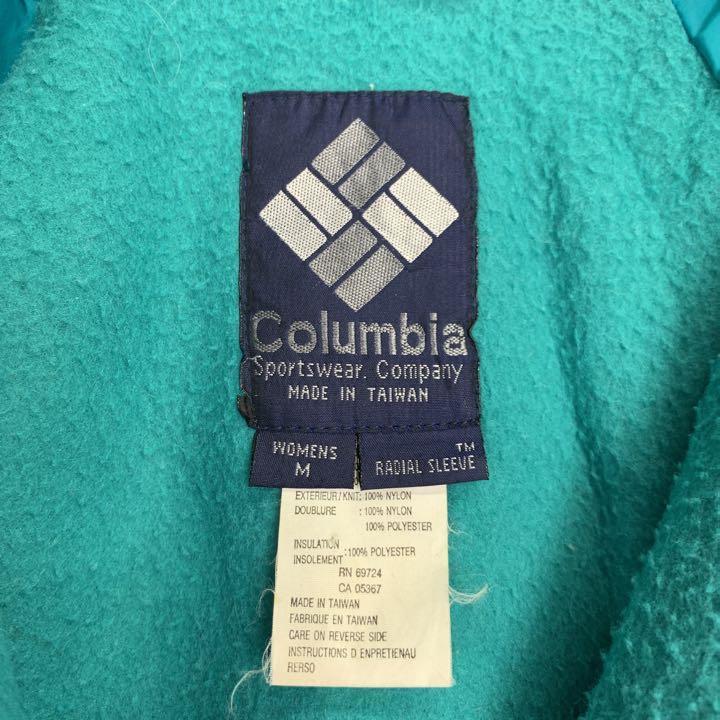 Columbia
Sportswear. Company
MADE IN TAIWAN
WOMENS
M
TM
RADIAL SLEEVE
EXTERIEUR/KNIT: 100% NYLON
DOUBLURE : 100% NYLON
100% POLYESTER
INSULATION :100% POLYESTER
INSOLEMENT
RN 69724
CA 05367
MADE IN TAIWAN
FABRIQUE EN TAIWAN
CARE ON REVERSE SIDE
INSTRUCTIONS D ENPRETIENAU
RERSO